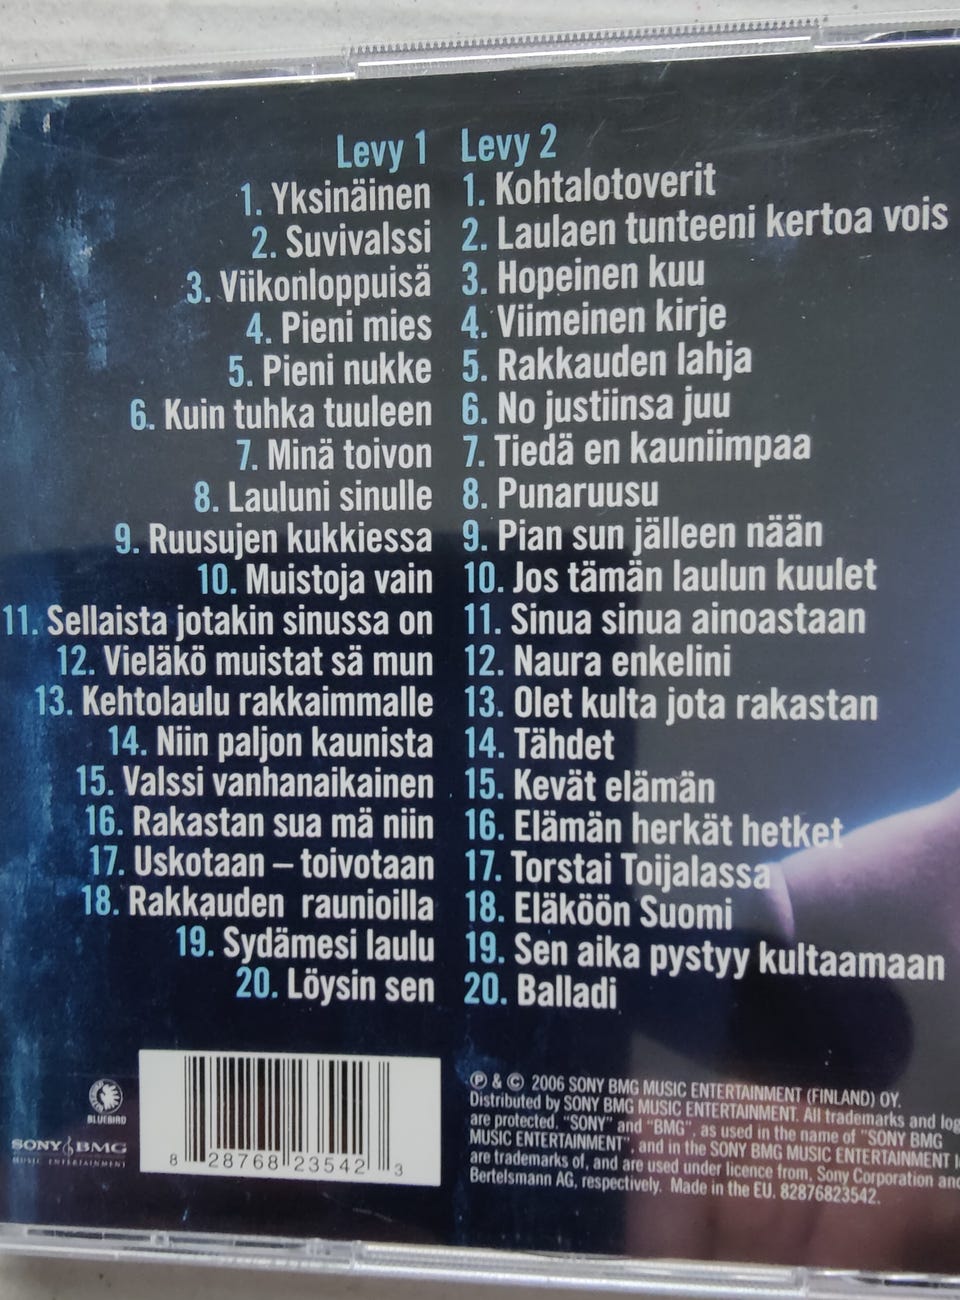 Levy 1
1. Yksinäinen
2. Suvivalssi
3. Viikonloppuisä
4. Pieni mies
5. Pieni nukke
6. Kuin tuhka tuuleen
7. Minä toivon
8. Lauluni sinulle
9. Ruusujen kukkiessa
10. Muistoja vain
11. Sellaista jotakin sinussa on
12. Vieläkö muistat sä mun
13. Kehtolaulu rakkaimmalle
14. Niin paljon kaunista
15. Valssi vanhanaikainen
16. Rakastan sua mä niin
17. Uskotaan – toivotaan
18. Rakkauden raunioilla
19. Sydämesi laulu
20. Löysin sen
Levy 2
1. Kohtalotoverit
2. Laulaen tunteeni kertoa vois
3. Hopeinen kuu
4. Viimeinen kirje
5. Rakkauden lahja
6. No justiinsa juu
7. Tiedä en kauniimpaa
8. Punaruusu
9. Pian sun jälleen nään
10. Jos tämän laulun kuulet
11. Sinua sinua ainoastaan
12. Naura enkelini
13. Olet kulta jota rakastan
14. Tähdet
15. Kevät elämän
16. Elämän herkät hetket
17. Torstai Toijalassa
18. Eläköön Suomi
19. Sen aika pystyy kultaamaan
20. Balladi
BLUEBIRD
SONY BMG
MUSIC ENTERTAINMENT
8 28768 23542 3
℗ & © 2006 SONY BMG MUSIC ENTERTAINMENT (FINLAND) OY.
Distributed by SONY BMG MUSIC ENTERTAINMENT. All trademarks and log
are protected. "SONY" and "BMG", as used in the name of "SONY BMG
MUSIC ENTERTAINMENT", and in the SONY BMG MUSIC ENTERTAINMENT l
are trademarks of, and are used under licence from, Sony Corporation and
Bertelsmann AG, respectively. Made in the EU. 82876823542.